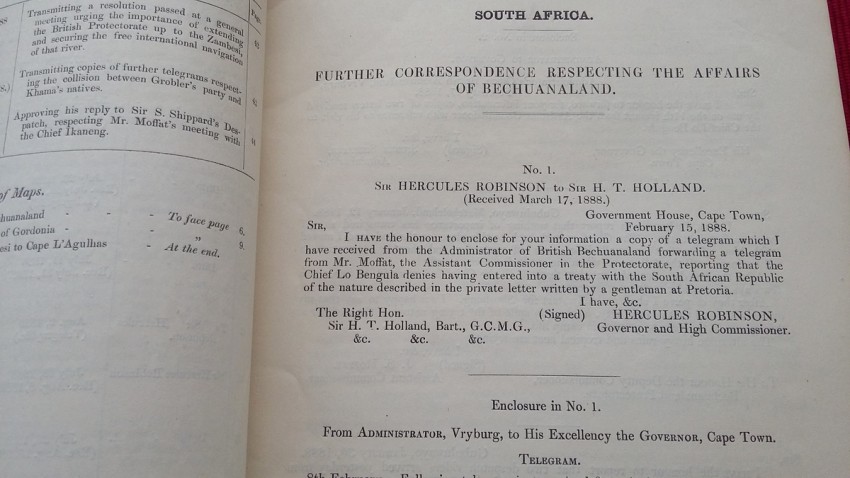 Page
Transmitting a resolution passed at a general
meeting urging the importance of extending
the British Protectorate up to the Zambesi,
and securing the free international navigation
of that river.
Transmitting copies of further telegrams respect-
ing the collision between Grobler's party and
Khama's natives.
Approving his reply to Sir S. Shippard's Des-
patch, respecting Mr. Moffat's meeting with
the Chief Ikaneng.
of Maps.
- - - To face page 6.
of Gordonia - - „ 9.
to Cape L'Agulhas - At the end.
SOUTH AFRICA.
FURTHER CORRESPONDENCE RESPECTING THE AFFAIRS
OF BECHUANALAND.
No. 1.
Sir HERCULES ROBINSON to Sir H. T. HOLLAND.
(Received March 17, 1888.)
Government House, Cape Town,
Sir, February 15, 1888.
I HAVE the honour to enclose for your information a copy of a telegram which I
have received from the Administrator of British Bechuanaland forwarding a telegram
from Mr. Moffat, the Assistant Commissioner in the Protectorate, reporting that the
Chief Lo Bengula denies having entered into a treaty with the South African Republic
of the nature described in the private letter written by a gentleman at Pretoria.
I have, &c.
The Right Hon. (Signed) HERCULES ROBINSON,
Sir H. T. Holland, Bart., G.C.M.G., Governor and High Commissioner.
&c. &c. &c.
Enclosure in No. 1.
From Administrator, Vryburg, to His Excellency the Governor, Cape Town.
Telegram.